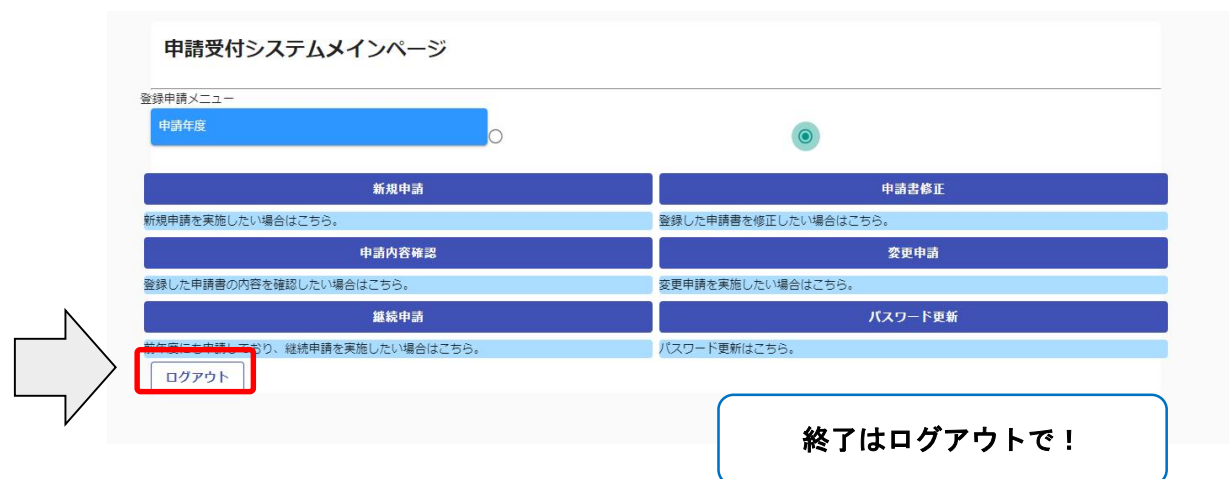 申請受付システムメインページ
登録申請メニュー
申請年度
新規申請
申請書修正
新規申請を実施したい場合はこちら。
登録した申請書を修正したい場合はこちら。
申請内容確認
変更申請
登録した申請書の内容を確認したい場合はこちら。
変更申請を実施したい場合はこちら。
継続申請
パスワード更新
前年度にも申請しており、継続申請を実施したい場合はこちら。
パスワード更新はこちら。
ログアウト
終了はログアウトで！